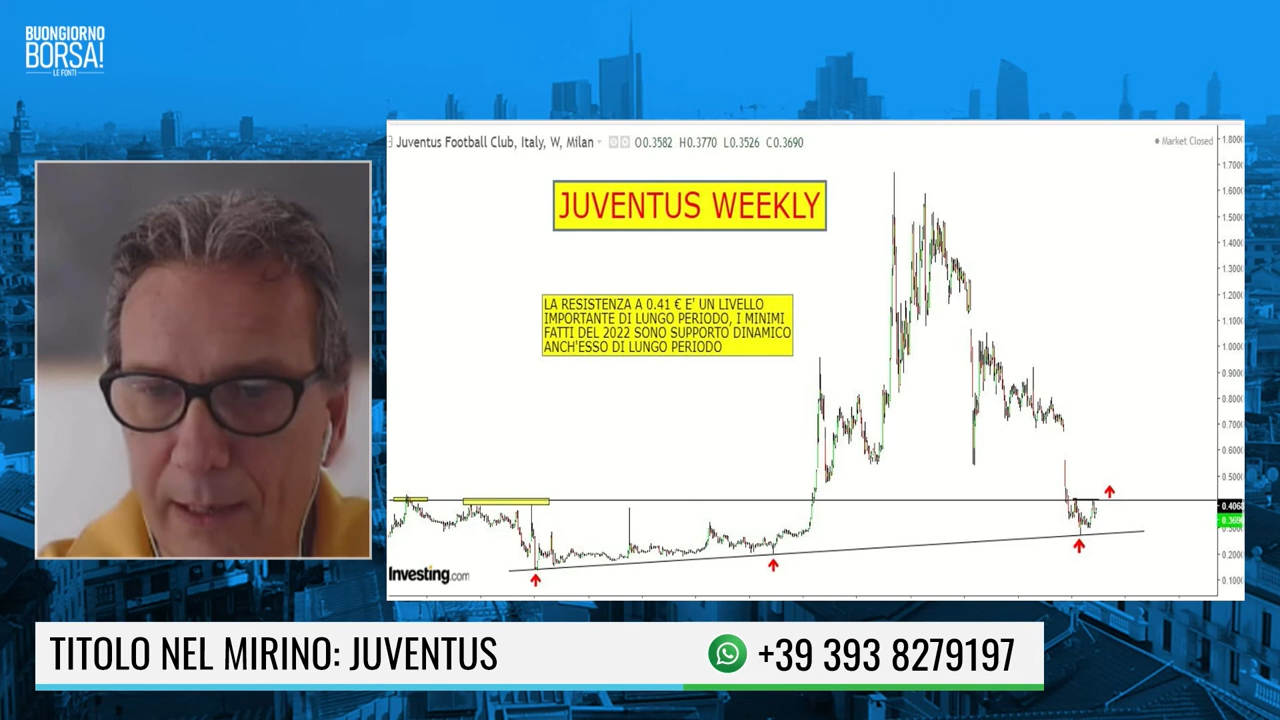 BUONGIORNO
BORSA!
LE FONTI
Juventus Football Club, Italy, W, Milan O0.3582 H0.3770 L0.3526 C0.3690
Market Closed
JUVENTUS WEEKLY
LA RESISTENZA A 0.41 € E' UN LIVELLO
IMPORTANTE DI LUNGO PERIODO, I MINIMI
FATTI DEL 2022 SONO SUPPORTO DINAMICO
ANCH'ESSO DI LUNGO PERIODO
1.8000
1.7000
1.6000
1.5000
1.4000
1.3000
1.2000
1.1000
1.0000
0.9000
0.8000
0.7000
0.6000
0.5000
0.2000
0.1000
Investing.com
TITOLO NEL MIRINO: JUVENTUS
+39 393 8279197